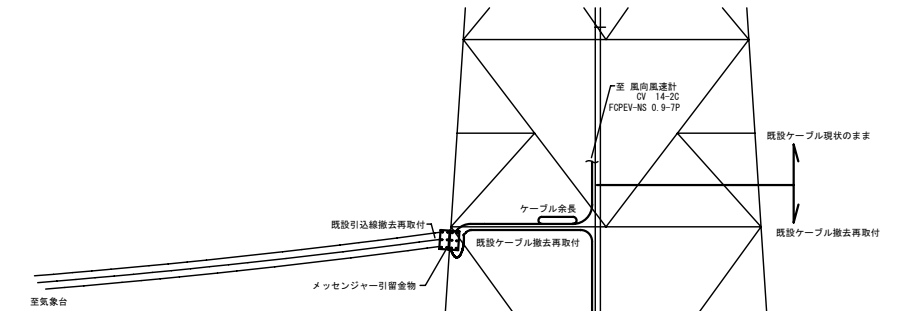 至 風向風速計
CV 14-2C
FCPEV-NS 0.9-7P
既設ケーブル現状のまま
ケーブル余長
既設引込線撤去再取付
既設ケーブル撤去再取付
既設ケーブル撤去再取付
メッセンジャー引留金物
至気象台